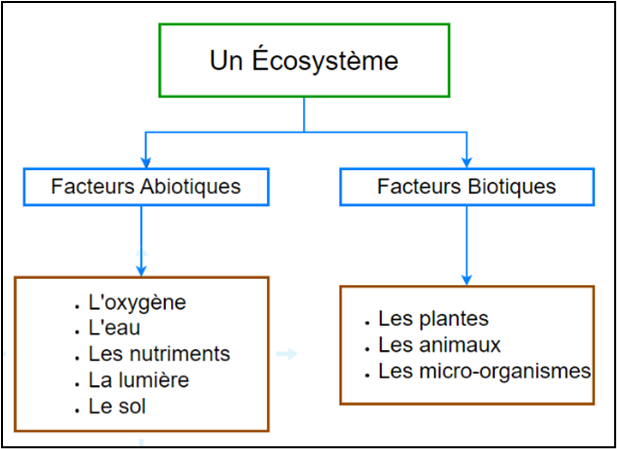 Un Écosystème
Facteurs Abiotiques
Facteurs Biotiques
• L'oxygène
• L'eau
• Les nutriments
• La lumière
• Le sol
• Les plantes
• Les animaux
• Les micro-organismes